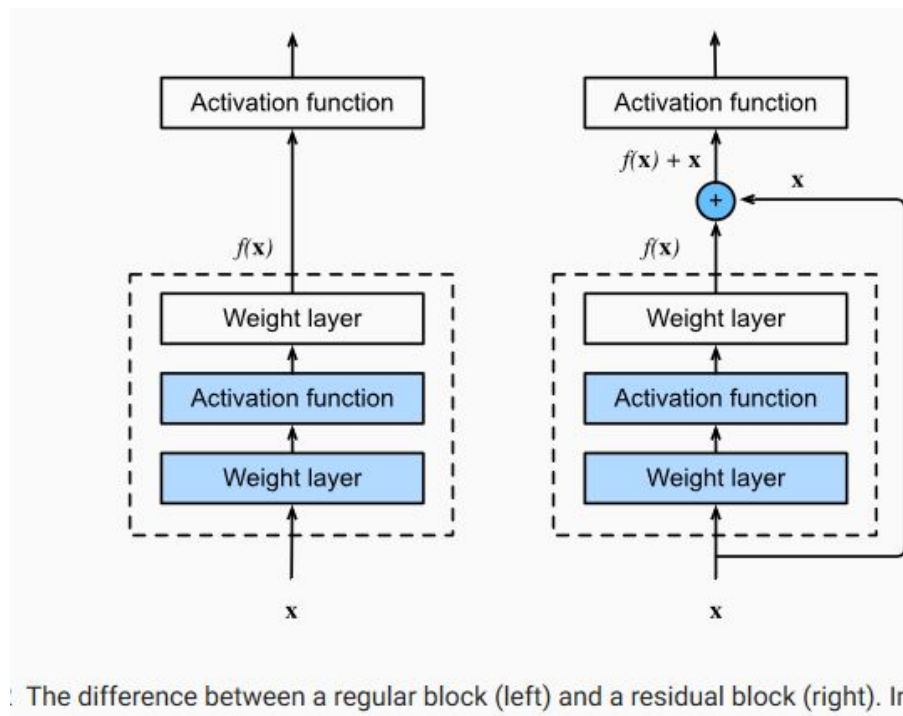 Activation function
Activation function
f(x) + x
x
+
f(x)
f(x)
Weight layer
Weight layer
Activation function
Activation function
Weight layer
Weight layer
x
x
The difference between a regular block (left) and a residual block (right). I